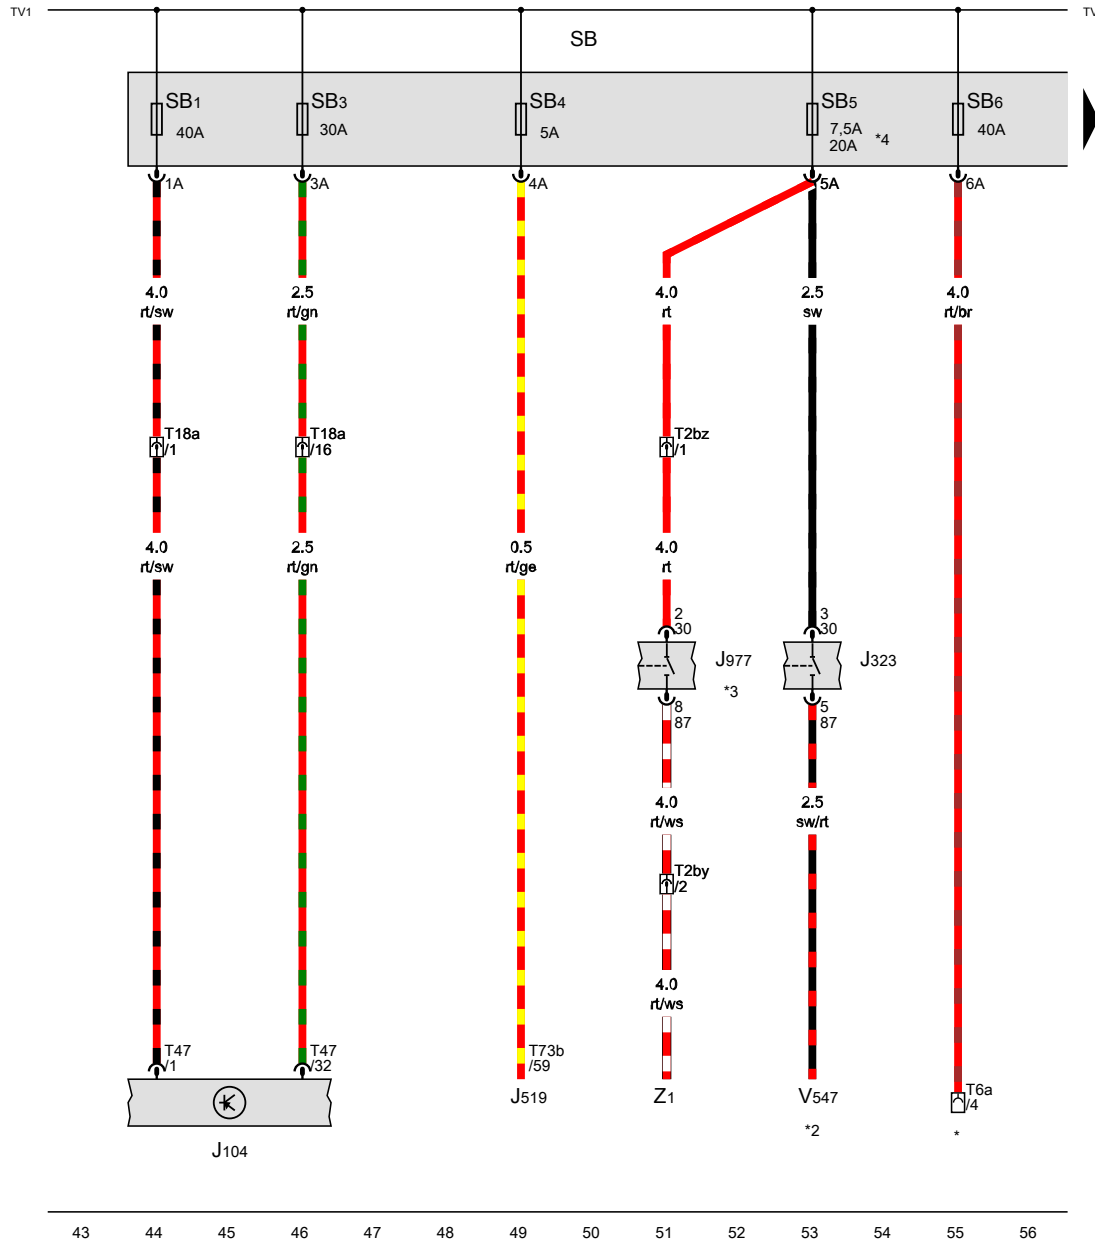 TV1
TV
SB
SB1
40A
SB3
30A
SB4
5A
SB5
7,5A
20A
*4
SB6
40A
1A
3A
4A
5A
6A
4.0
rt/sw
2.5
rt/gn
4.0
rt
2.5
sw
4.0
rt/br
T18a
/1
T18a
/16
T2bz
/1
4.0
rt/sw
2.5
rt/gn
0.5
rt/ge
4.0
rt
2
30
3
30
J977
*3
J323
8
87
5
87
4.0
rt/ws
2.5
sw/rt
T2by
/2
4.0
rt/ws
T47
/1
T47
/32
T73b
/59
J519
Z1
V547
*2
T6a
/4
*
J104
43 44 45 46 47 48 49 50 51 52 53 54 55 56